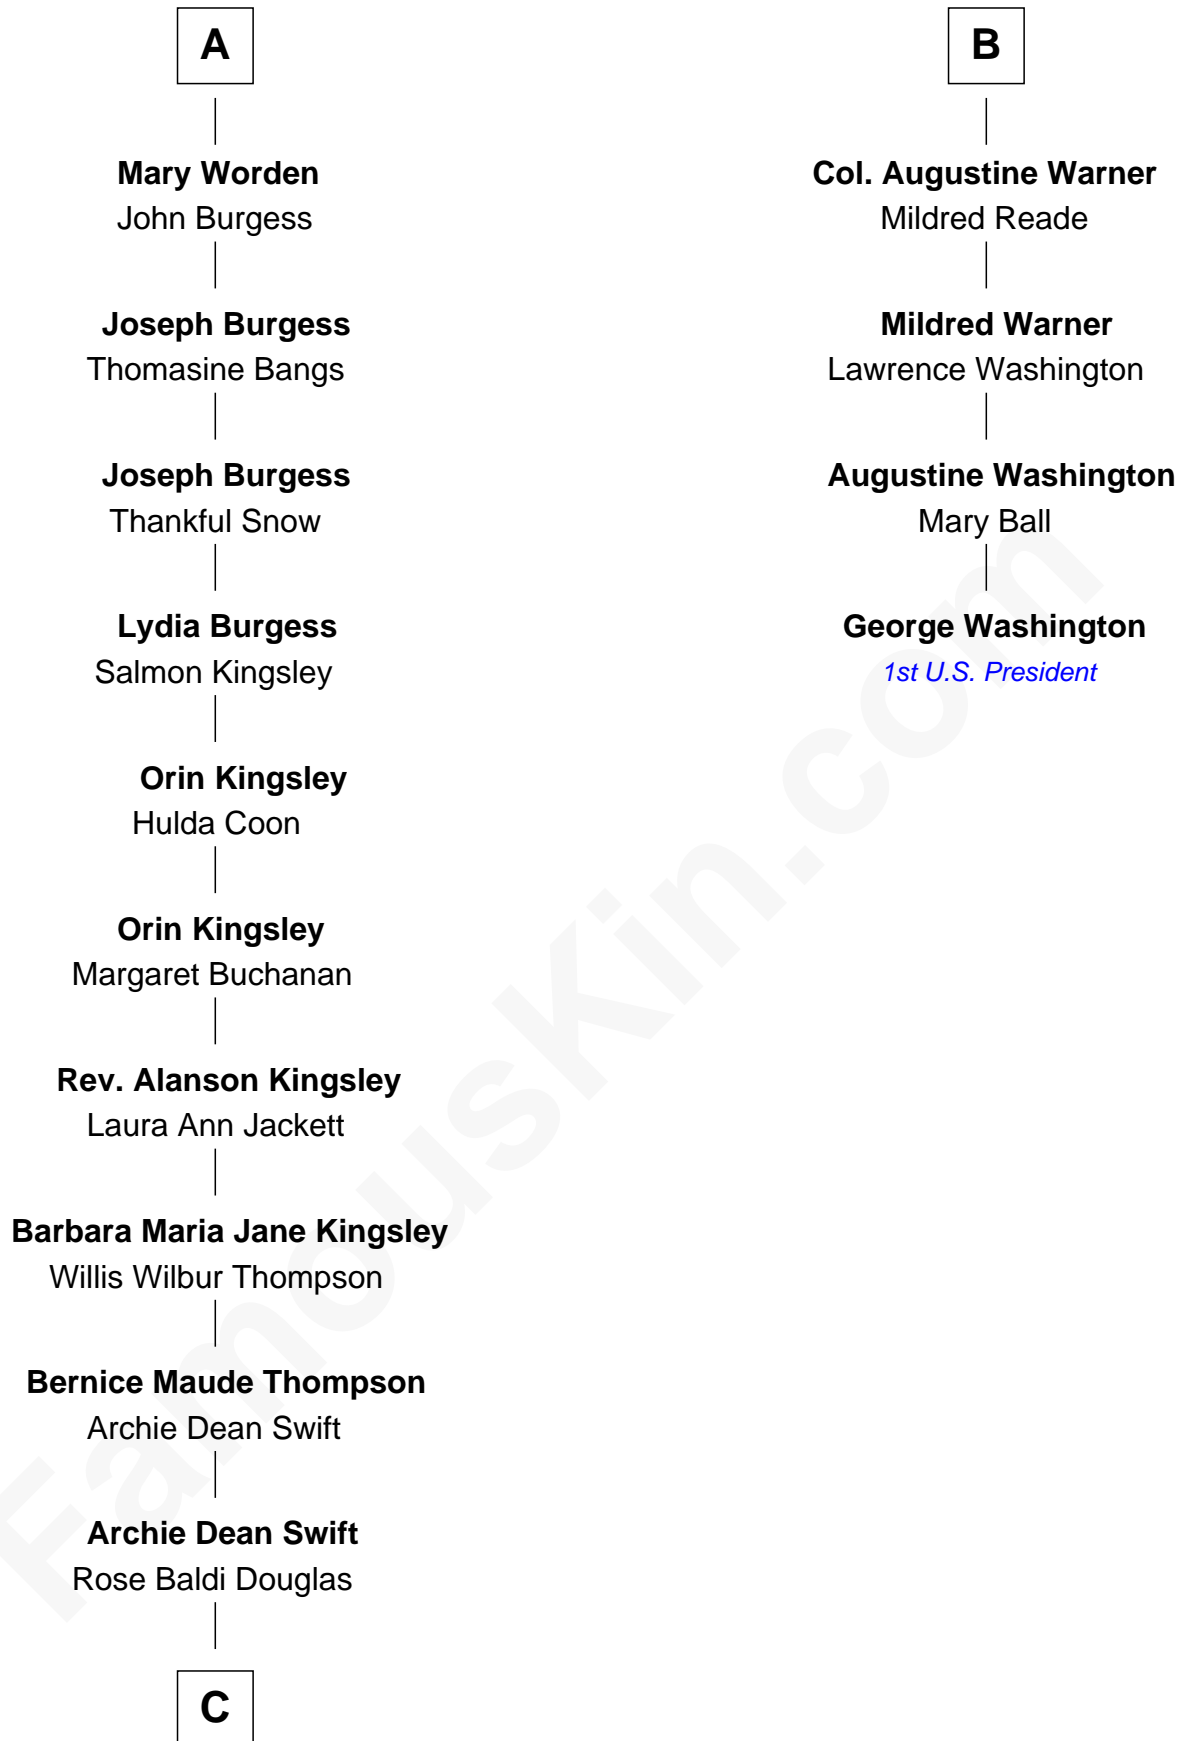 A
Mary Worden
John Burgess
Joseph Burgess
Thomasine Bangs
Joseph Burgess
Thankful Snow
Lydia Burgess
Salmon Kingsley
Orin Kingsley
Hulda Coon
Orin Kingsley
Margaret Buchanan
Rev. Alanson Kingsley
Laura Ann Jackett
Barbara Maria Jane Kingsley
Willis Wilbur Thompson
Bernice Maude Thompson
Archie Dean Swift
Archie Dean Swift
Rose Baldi Douglas
C
B
Col. Augustine Warner
Mildred Reade
Mildred Warner
Lawrence Washington
Augustine Washington
Mary Ball
George Washington
1st U.S. President
FamousKin.com